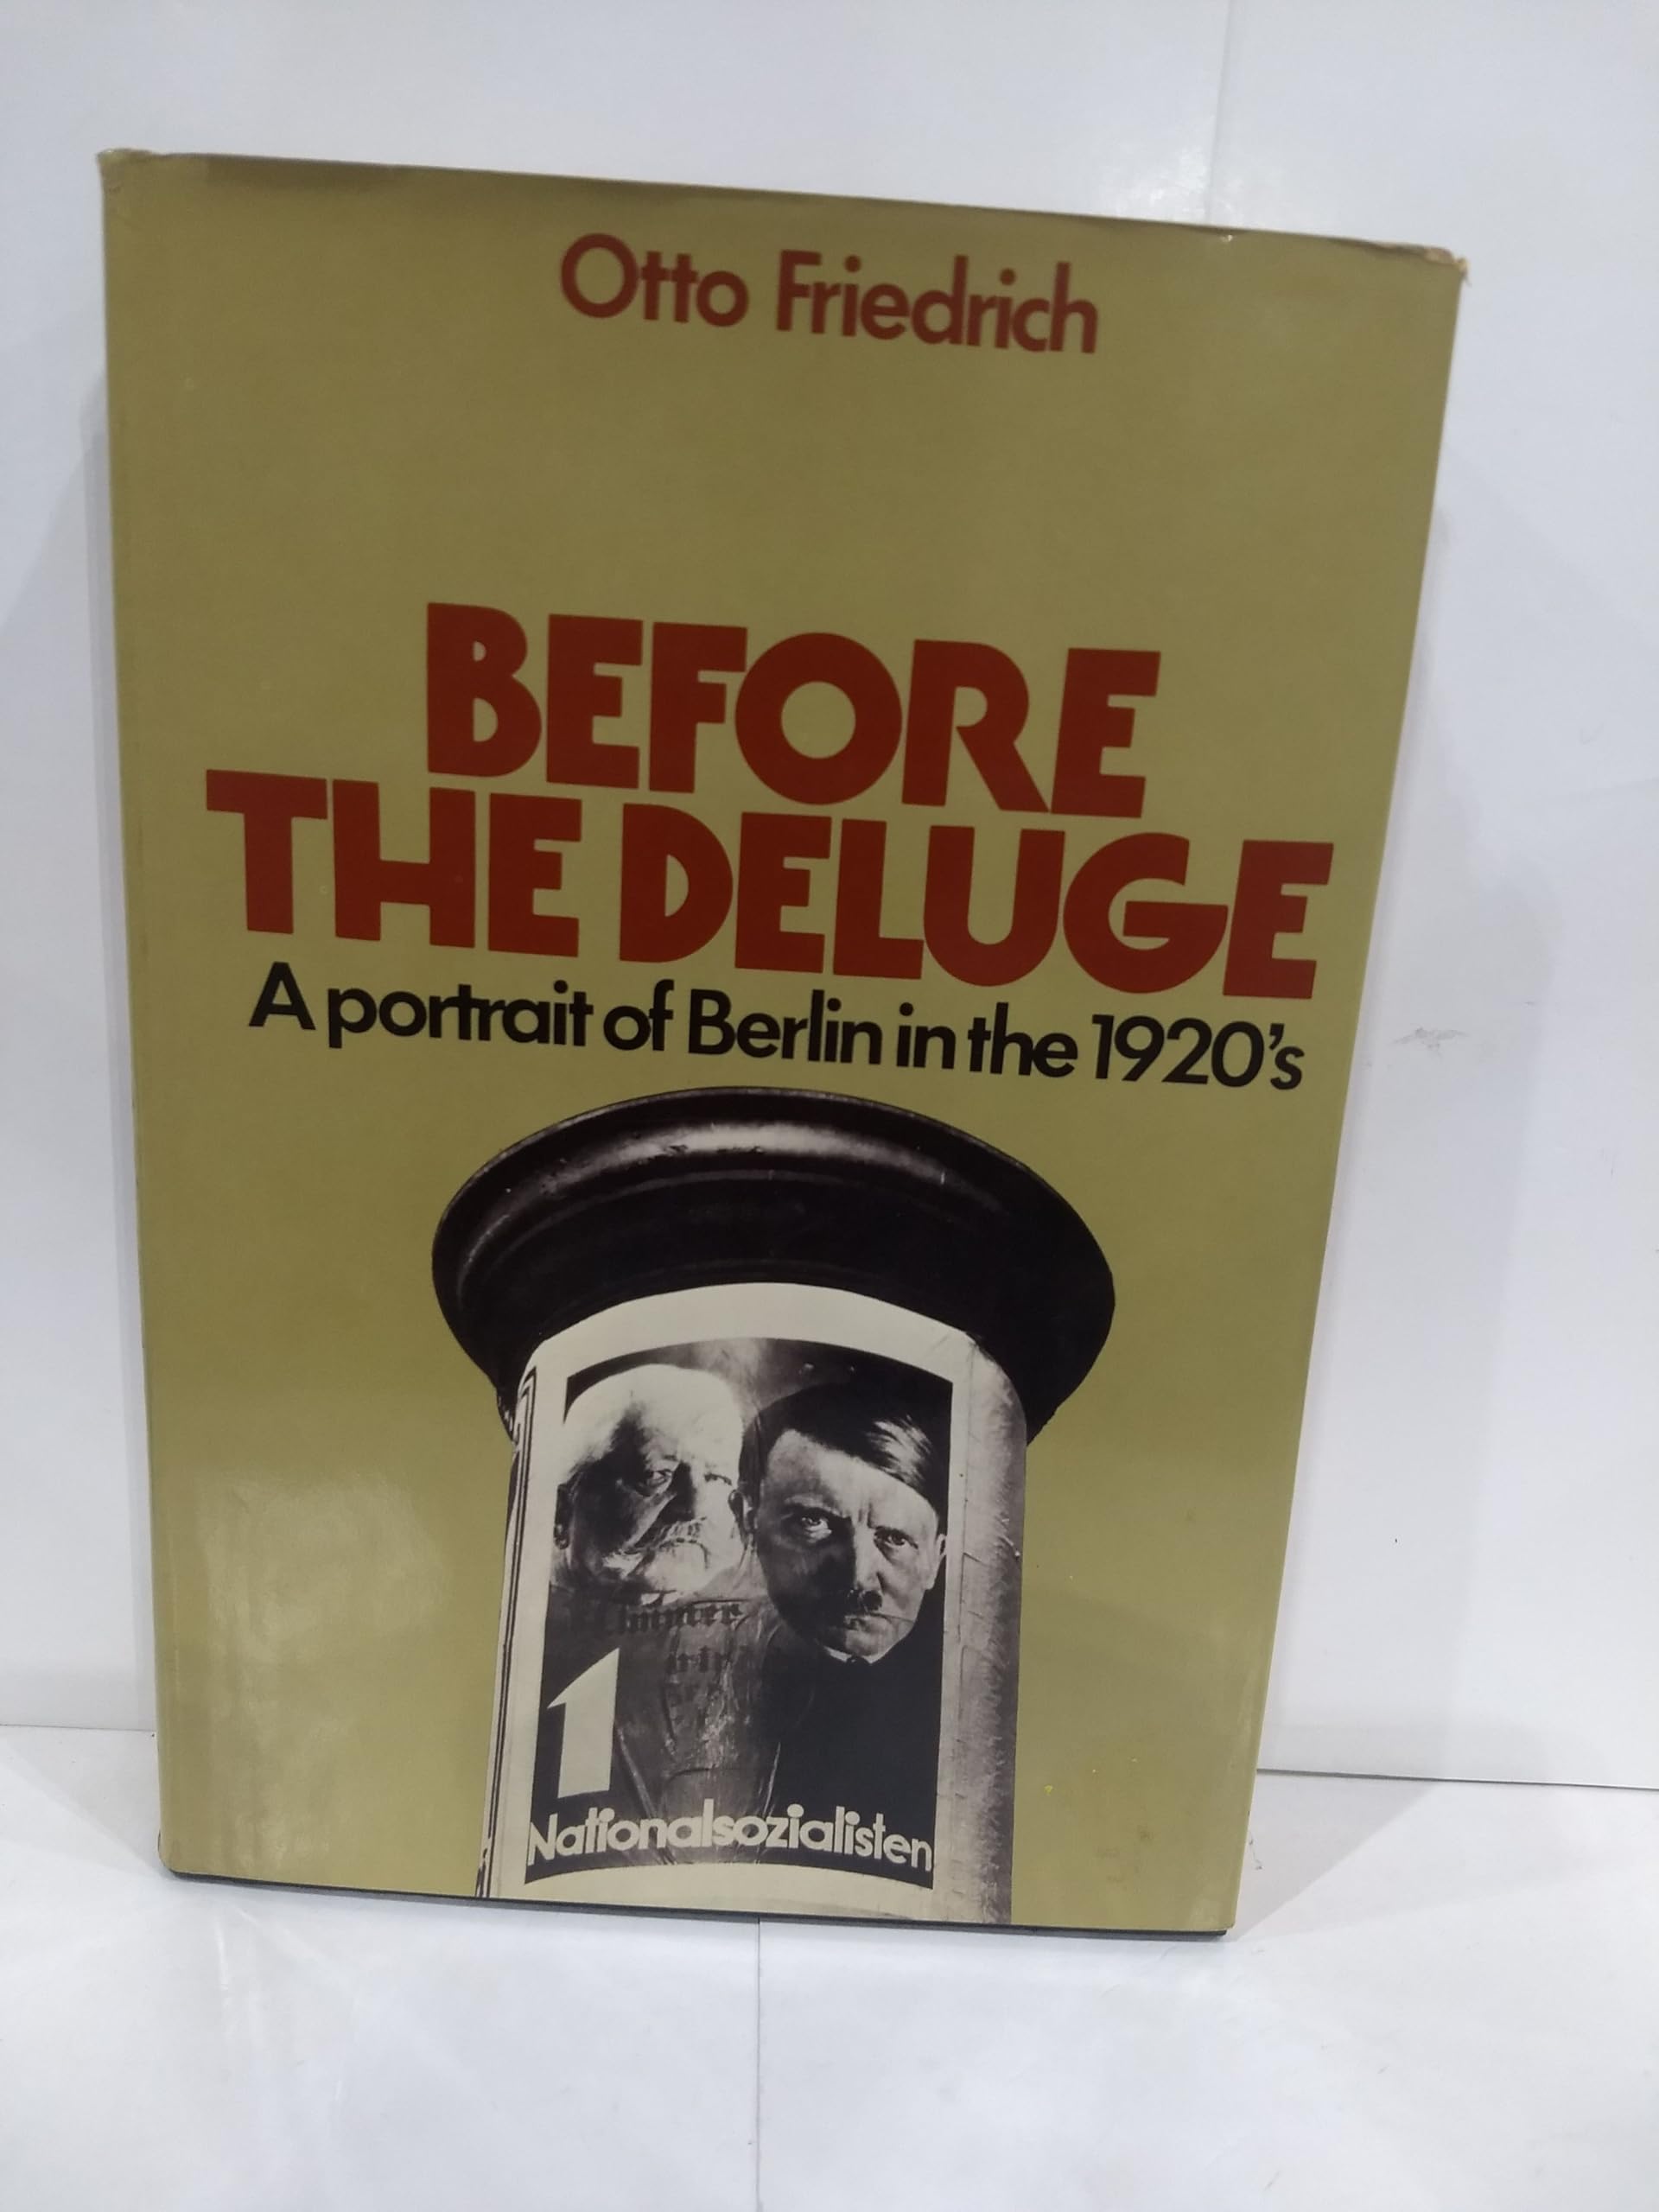 Otto Friedrich
BEFORE
THE DELUGE
A portrait of Berlin in the 1920's
1
Nationalsozialisten